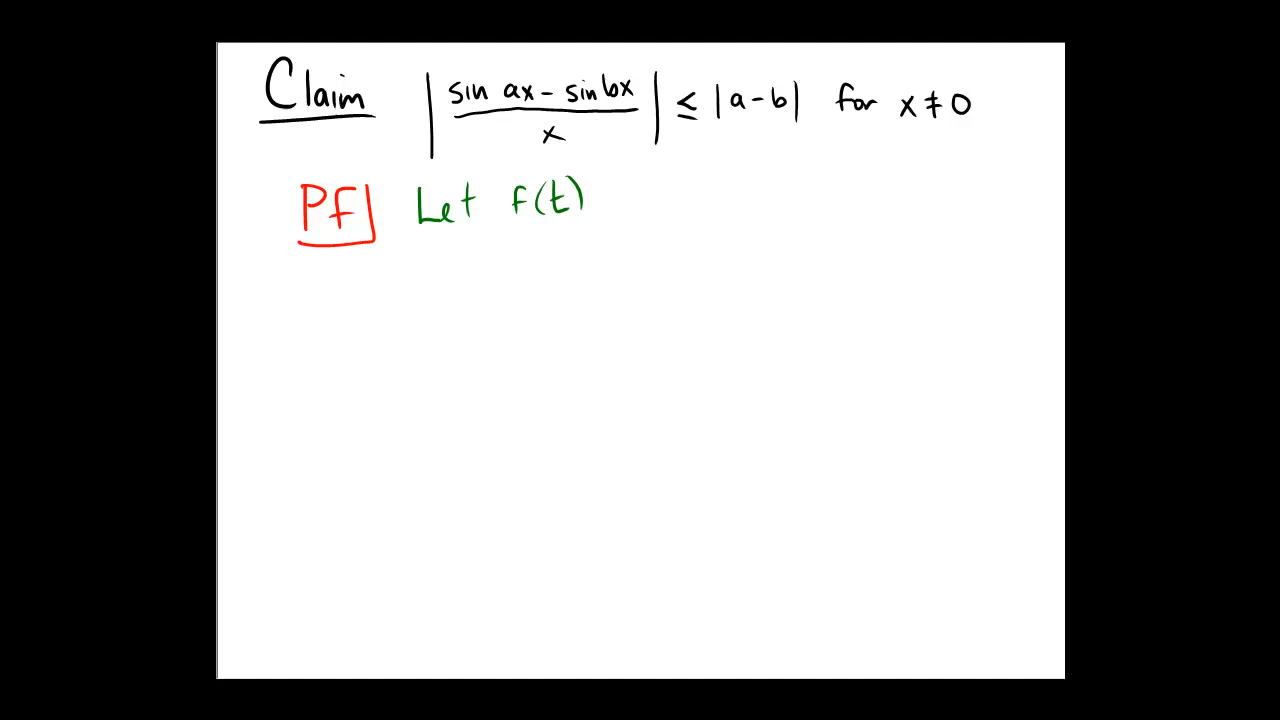 Claim | (sin ax - sin bx) / x | ≤ |a - b| for x ≠ 0
Pf Let f(t)